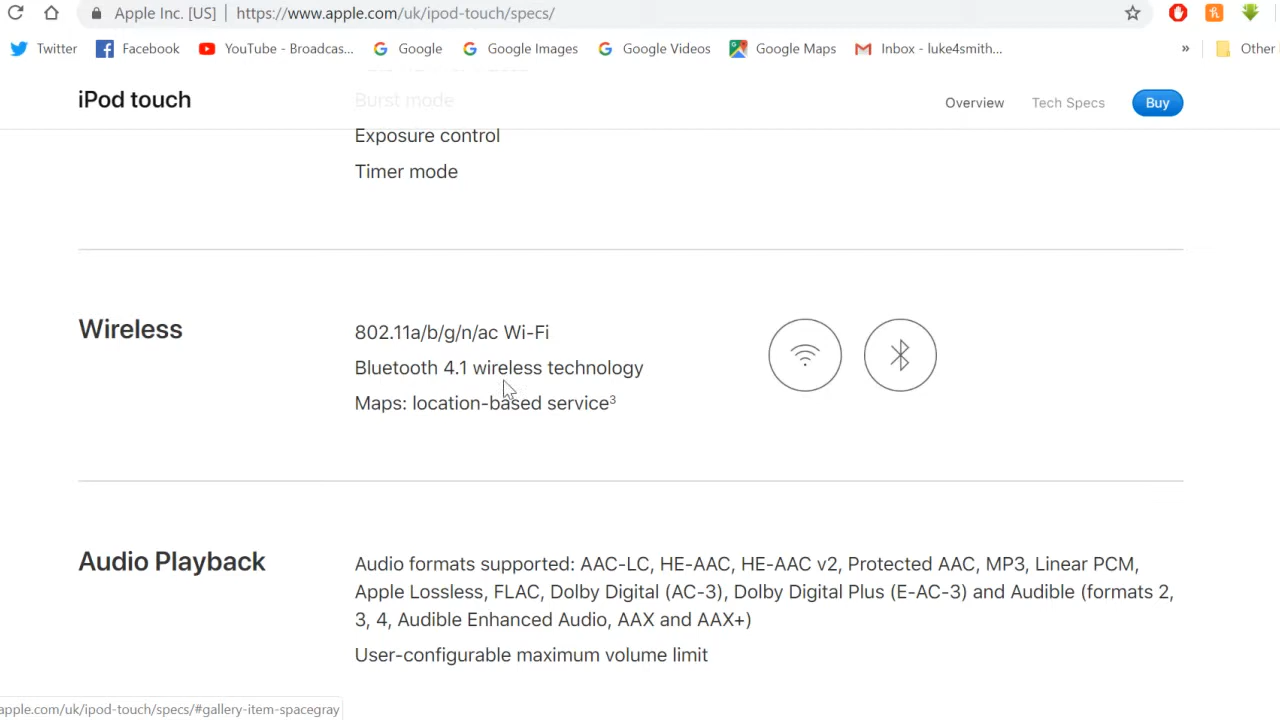 Apple Inc. [US] | https://www.apple.com/uk/ipod-touch/specs/
Twitter Facebook YouTube - Broadcas... Google Google Images Google Videos Google Maps Inbox - luke4smith... » Other
iPod touch Overview Tech Specs Buy
Burst mode
Exposure control
Timer mode
Wireless
802.11a/b/g/n/ac Wi-Fi
Bluetooth 4.1 wireless technology
Maps: location-based service³
Audio Playback
Audio formats supported: AAC-LC, HE-AAC, HE-AAC v2, Protected AAC, MP3, Linear PCM,
Apple Lossless, FLAC, Dolby Digital (AC-3), Dolby Digital Plus (E-AC-3) and Audible (formats 2,
3, 4, Audible Enhanced Audio, AAX and AAX+)
User-configurable maximum volume limit
apple.com/uk/ipod-touch/specs/#gallery-item-spacegray